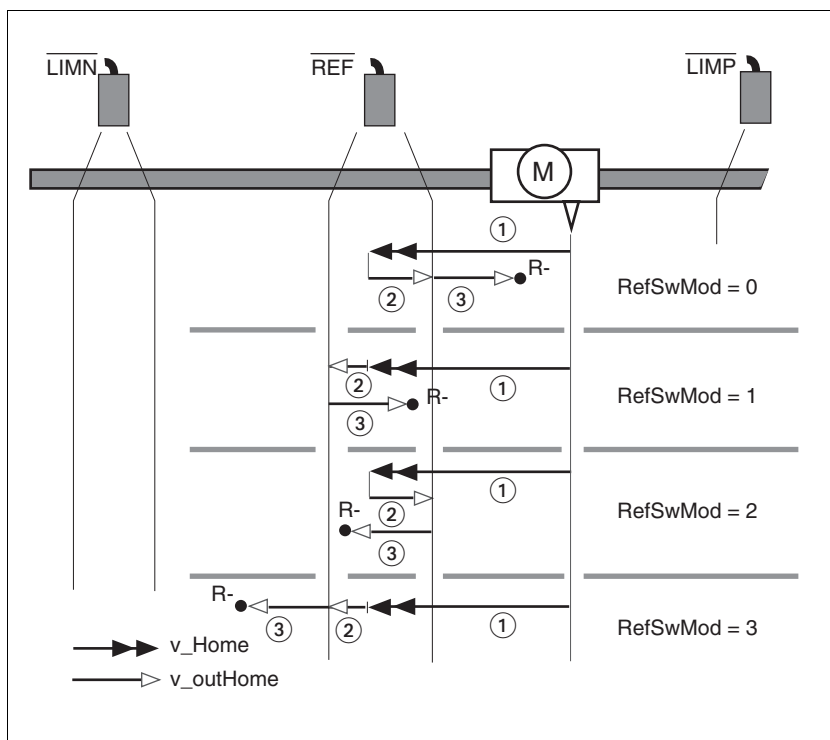 LIMN REF LIMP
M
1
R-
2 3
RefSwMod = 0
2 1
R-
3
RefSwMod = 1
1
2
R-
3
RefSwMod = 2
R-
3 2 1
RefSwMod = 3
v_Home
v_outHome